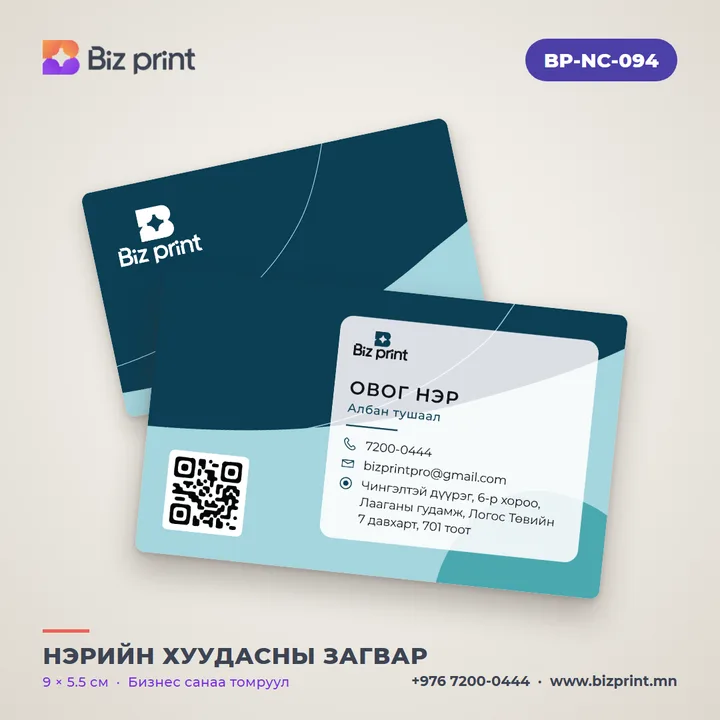 Biz print
BP-NC-094
Biz print
Biz print
ОВОГ НЭР
Албан тушаал
7200-0444
bizprintpro@gmail.com
Чингэлтэй дүүрэг, 6-р хороо,
Лааганы гудамж, Логос Төвийн
7 давхарт, 701 тоот
НЭРИЙН ХУУДАСНЫ ЗАГВАР
9 × 5.5 см · Бизнес санаа томруул
+976 7200-0444 · www.bizprint.mn